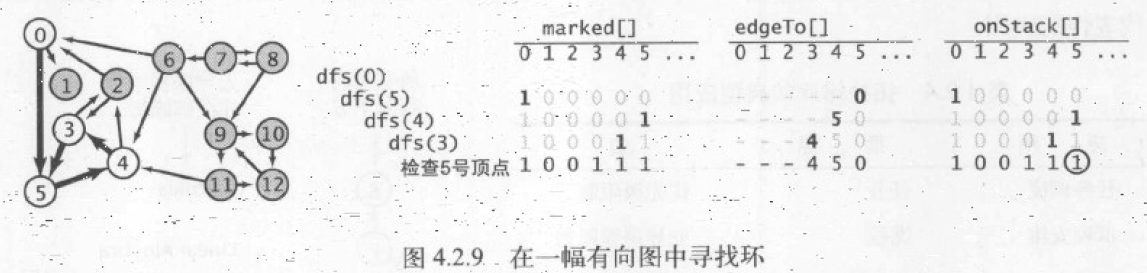 0
6
7
8
1
2
3
9
10
4
5
11
12
marked[] edgeTo[] onStack[]
0 1 2 3 4 5 ... 0 1 2 3 4 5 ... 0 1 2 3 4 5 ...
dfs(0)
dfs(5) 1 0 0 0 0 0 - - - - - 0 1 0 0 0 0 0
dfs(4) 1 0 0 0 0 1 - - - - 5 0 1 0 0 0 0 1
dfs(3) 1 0 0 0 1 1 - - - 4 5 0 1 0 0 0 1 1
检查5号顶点 1 0 0 1 1 1 - - - 4 5 0 1 0 0 1 1 1
图 4.2.9 在一幅有向图中寻找环